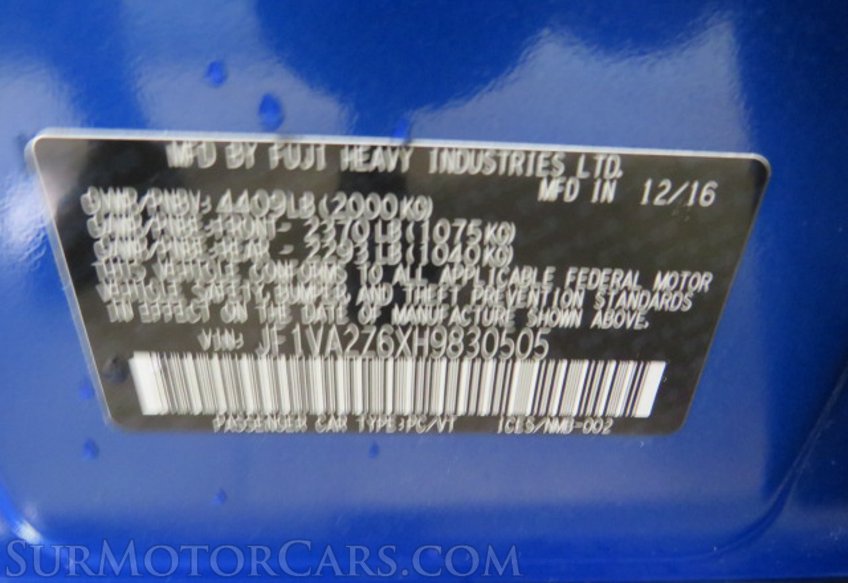 MFD BY FUJI HEAVY INDUSTRIES LTD.
MFD IN 12/16
GVWR/PNBV: 4409LB(2000KG)
GAWR/PNBE:FRONT- 2370LB(1075KG)
GAWR/PNBE:REAR - 2293LB(1040KG)
THIS VEHICLE CONFORMS TO ALL APPLICABLE FEDERAL MOTOR
VEHICLE SAFETY, BUMPER, AND THEFT PREVENTION STANDARDS
IN EFFECT ON THE DATE OF MANUFACTURE SHOWN ABOVE.
VIN: JF1VA2Z6XH9830505
PASSENGER CAR TYPE:PC/VT ICES/NMB-002
SurMotorCars.com